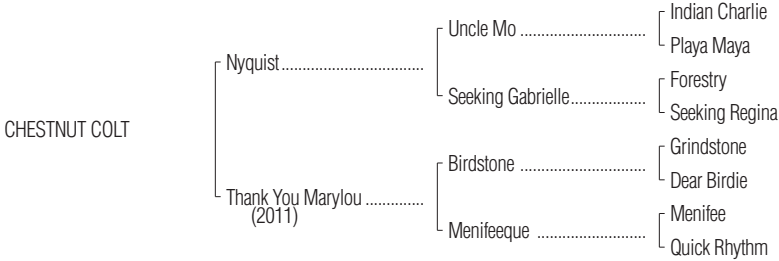 Indian Charlie
Uncle Mo ..............................
Playa Maya
Nyquist..................................
Forestry
Seeking Gabrielle...................
Seeking Regina
CHESTNUT COLT
Grindstone
Birdstone ..............................
Dear Birdie
Thank You Marylou ..............
(2011)
Menifee
Menifeeque ..........................
Quick Rhythm